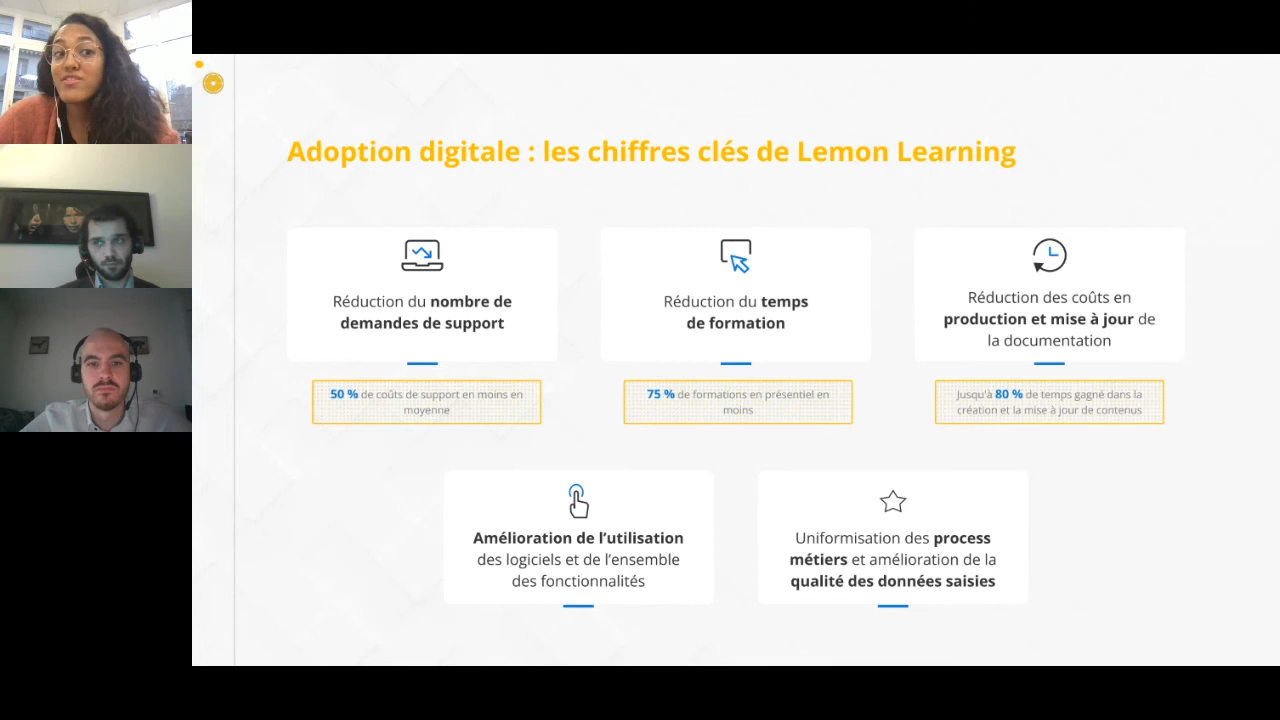 Adoption digitale : les chiffres clés de Lemon Learning
Réduction du nombre de
demandes de support
50 % de coûts de support en moins en
moyenne
Réduction du temps
de formation
75 % de formations en présentiel en
moins
Réduction des coûts en
production et mise à jour de
la documentation
Jusqu'à 80 % de temps gagné dans la
création et la mise à jour de contenus
Amélioration de l’utilisation
des logiciels et de l’ensemble
des fonctionnalités
Uniformisation des process
métiers et amélioration de la
qualité des données saisies